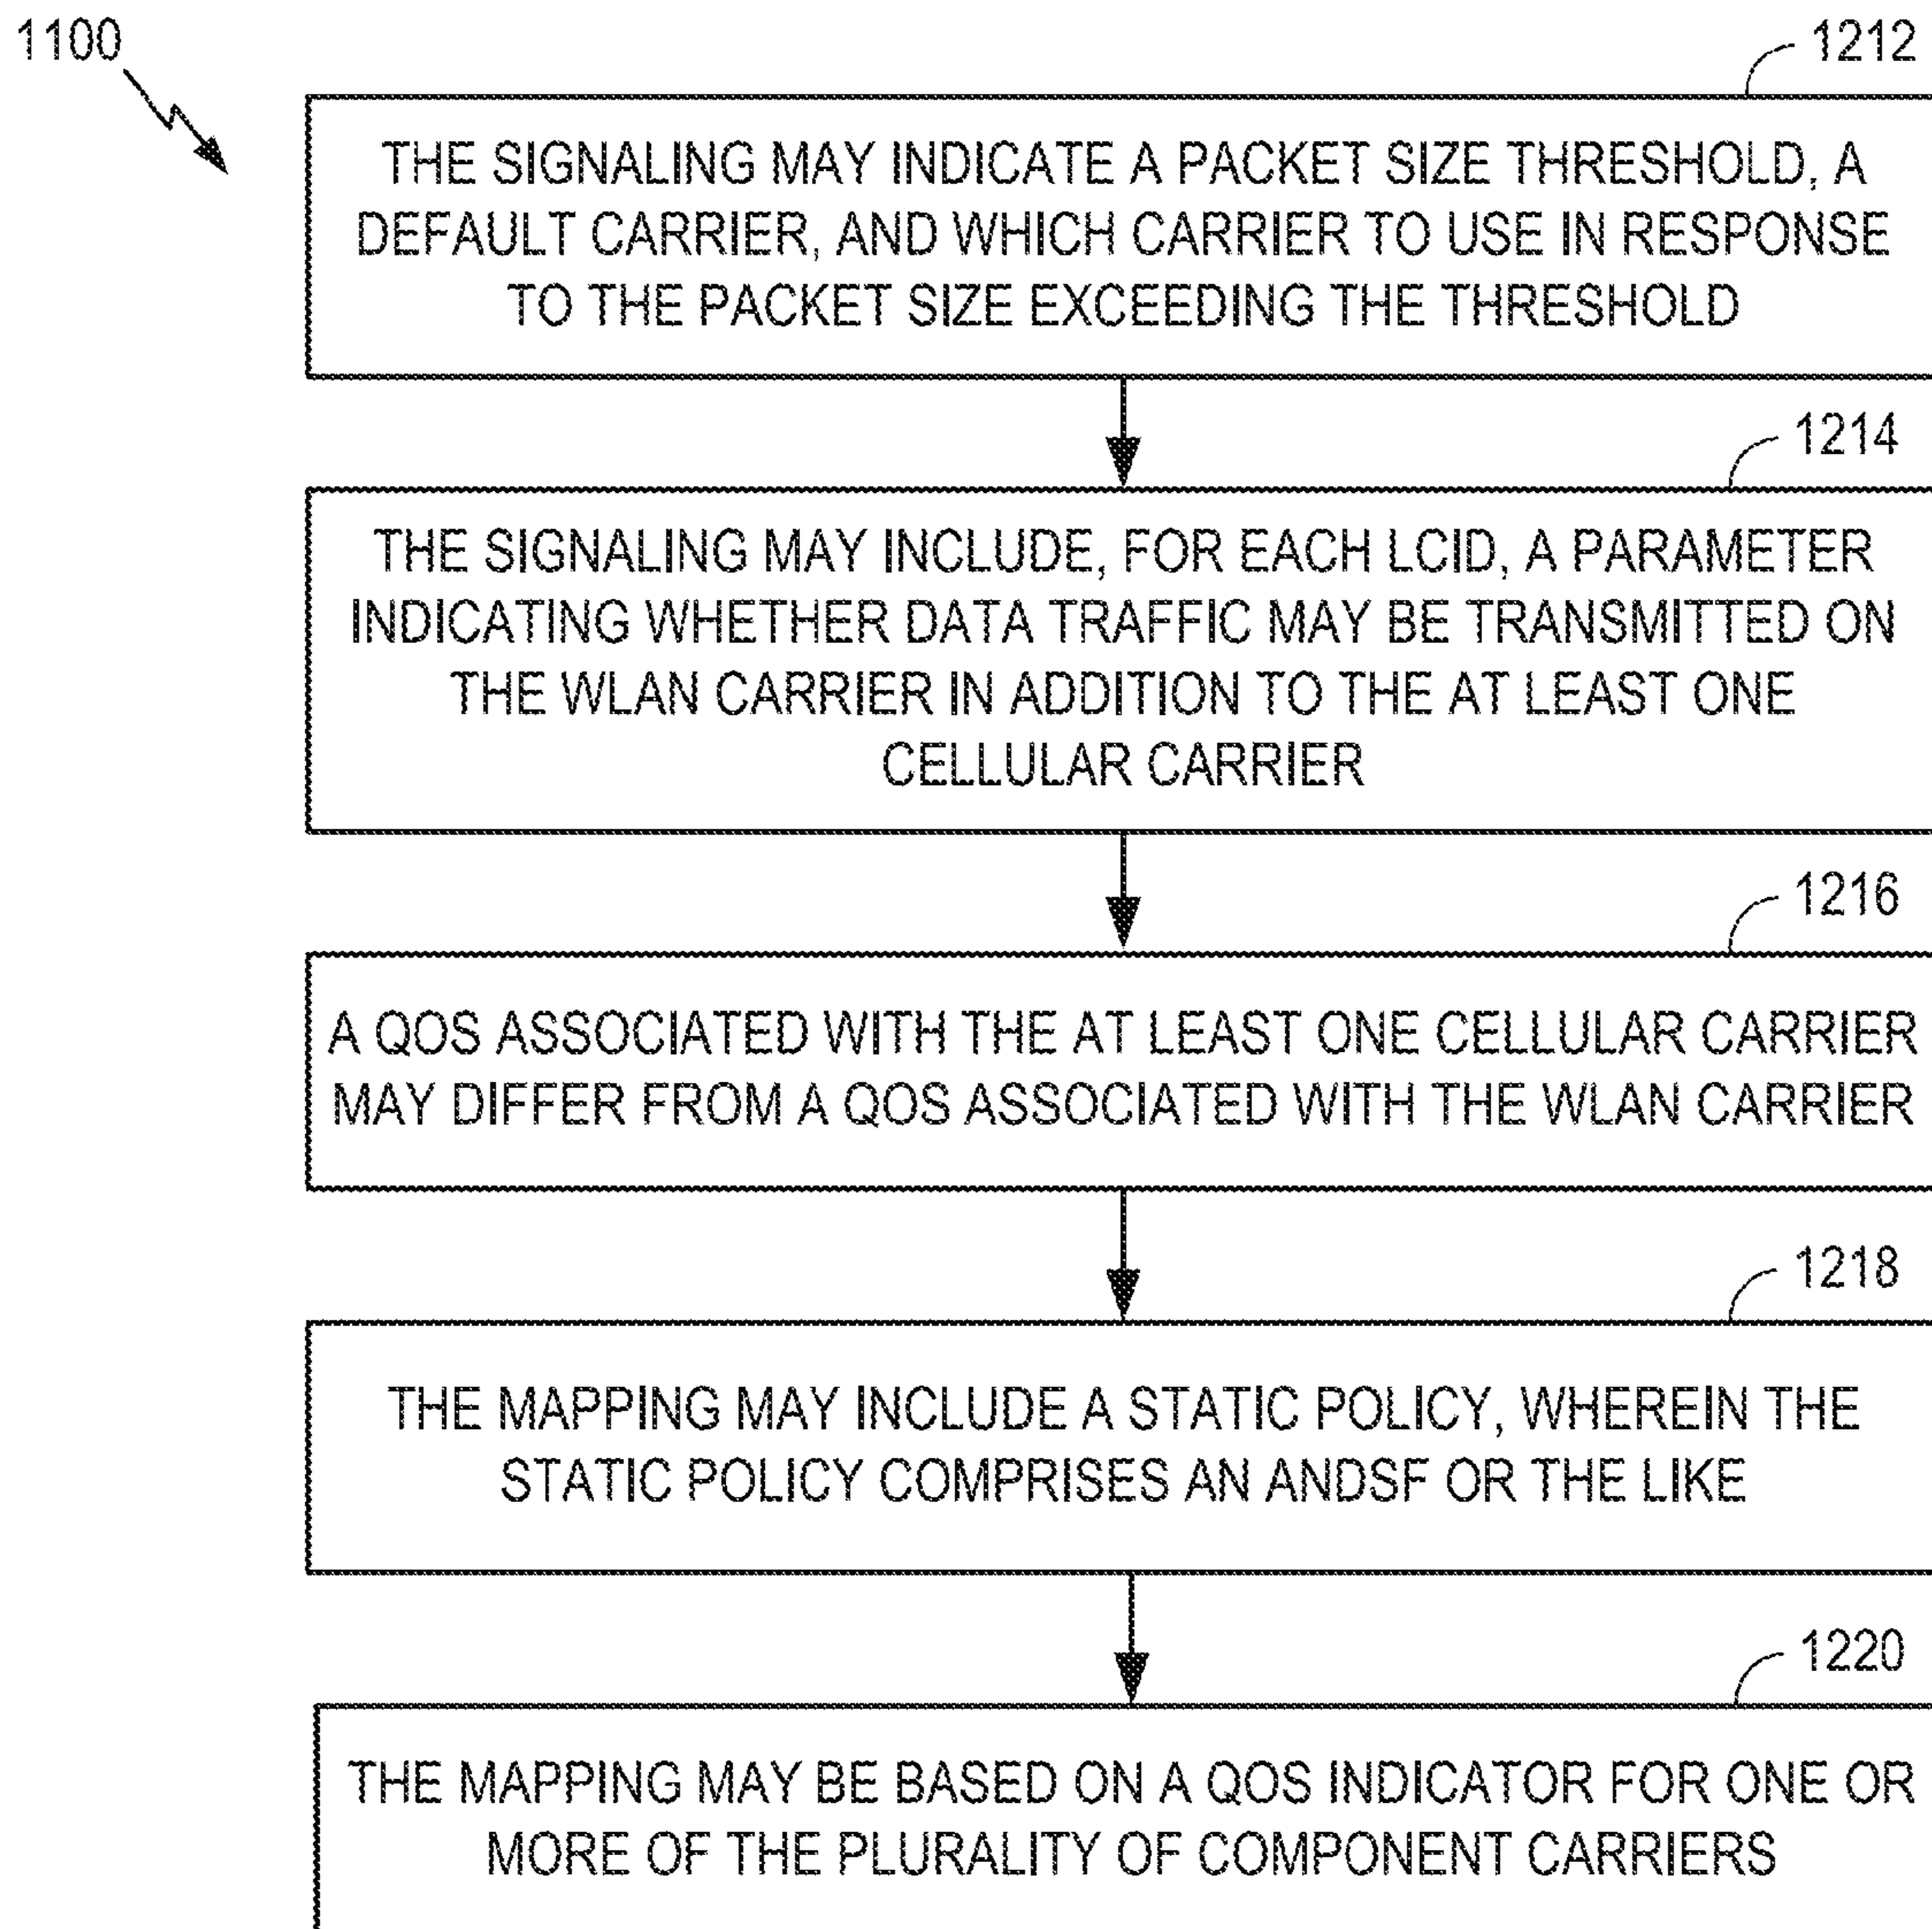 1100
1212
THE SIGNALING MAY INDICATE A PACKET SIZE THRESHOLD, A
DEFAULT CARRIER, AND WHICH CARRIER TO USE IN RESPONSE
TO THE PACKET SIZE EXCEEDING THE THRESHOLD
1214
THE SIGNALING MAY INCLUDE, FOR EACH LCID, A PARAMETER
INDICATING WHETHER DATA TRAFFIC MAY BE TRANSMITTED ON
THE WLAN CARRIER IN ADDITION TO THE AT LEAST ONE
CELLULAR CARRIER
1216
A QOS ASSOCIATED WITH THE AT LEAST ONE CELLULAR CARRIER
MAY DIFFER FROM A QOS ASSOCIATED WITH THE WLAN CARRIER
1218
THE MAPPING MAY INCLUDE A STATIC POLICY, WHEREIN THE
STATIC POLICY COMPRISES AN ANDSF OR THE LIKE
1220
THE MAPPING MAY BE BASED ON A QOS INDICATOR FOR ONE OR
MORE OF THE PLURALITY OF COMPONENT CARRIERS